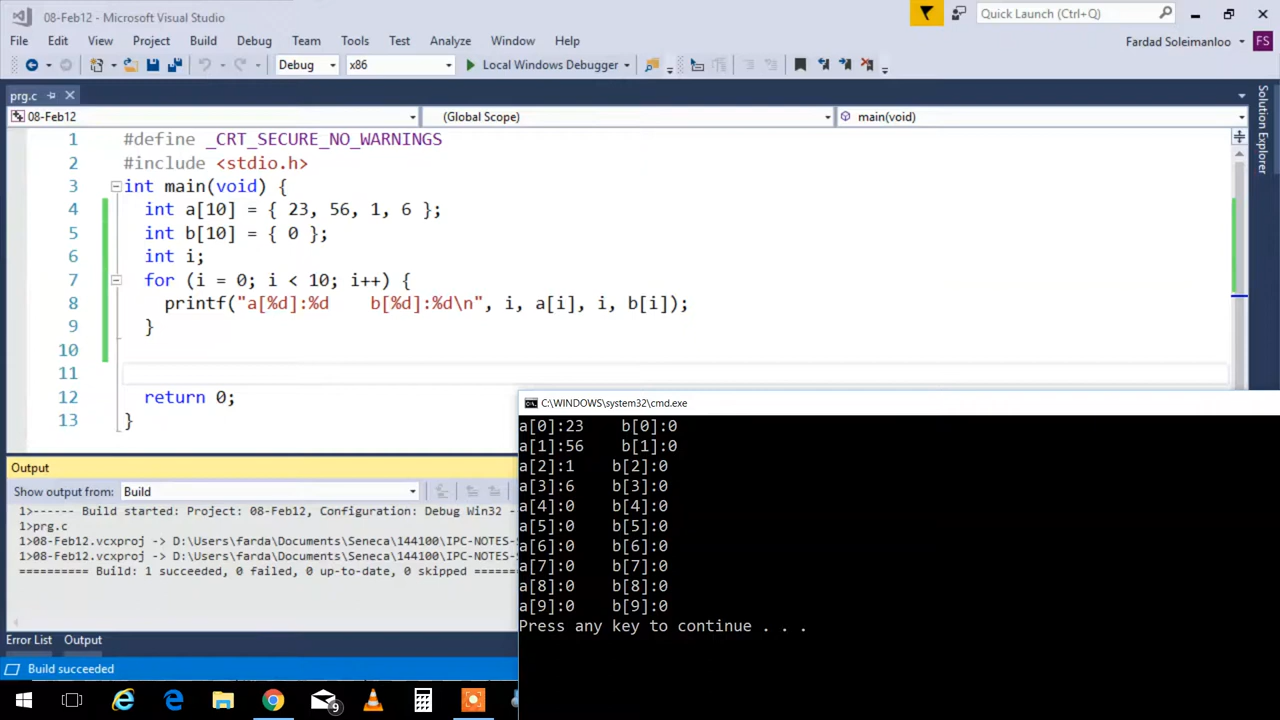 08-Feb12 - Microsoft Visual Studio
Quick Launch (Ctrl+Q)
File Edit View Project Build Debug Team Tools Test Analyze Window Help
Fardad Soleimanloo FS
Debug x86 Local Windows Debugger
prg.c
08-Feb12 (Global Scope) main(void)
Solution Explorer
1 #define _CRT_SECURE_NO_WARNINGS
2 #include <stdio.h>
3 int main(void) {
4 int a[10] = { 23, 56, 1, 6 };
5 int b[10] = { 0 };
6 int i;
7 for (i = 0; i < 10; i++) {
8 printf("a[%d]:%d    b[%d]:%d\n", i, a[i], i, b[i]);
9 }
10
11
12 return 0;
13 }
C:\WINDOWS\system32\cmd.exe
a[0]:23    b[0]:0
a[1]:56    b[1]:0
a[2]:1    b[2]:0
a[3]:6    b[3]:0
a[4]:0    b[4]:0
a[5]:0    b[5]:0
a[6]:0    b[6]:0
a[7]:0    b[7]:0
a[8]:0    b[8]:0
a[9]:0    b[9]:0
Press any key to continue . . .
Output
Show output from: Build
1>------ Build started: Project: 08-Feb12, Configuration: Debug Win32 -
1>prg.c
1>08-Feb12.vcxproj -> D:\Users\farda\Documents\Seneca\144100\IPC-NOTES-
1>08-Feb12.vcxproj -> D:\Users\farda\Documents\Seneca\144100\IPC-NOTES-
========== Build: 1 succeeded, 0 failed, 0 up-to-date, 0 skipped ======
Error List Output
Build succeeded
9